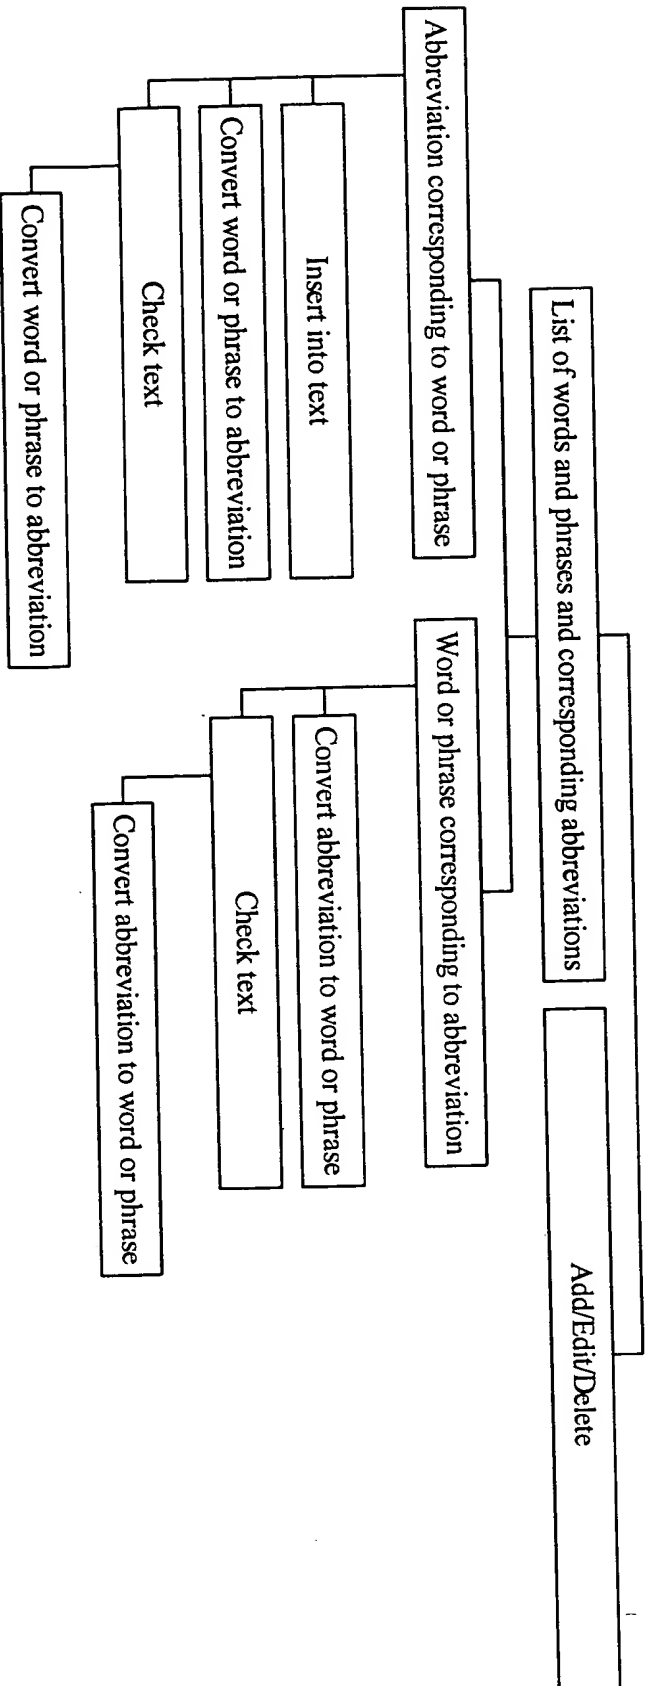 List of words and phrases and corresponding abbreviations
Add/Edit/Delete
Abbreviation corresponding to word or phrase
Word or phrase corresponding to abbreviation
Insert into text
Convert word or phrase to abbreviation
Check text
Convert word or phrase to abbreviation
Convert abbreviation to word or phrase
Check text
Convert abbreviation to word or phrase